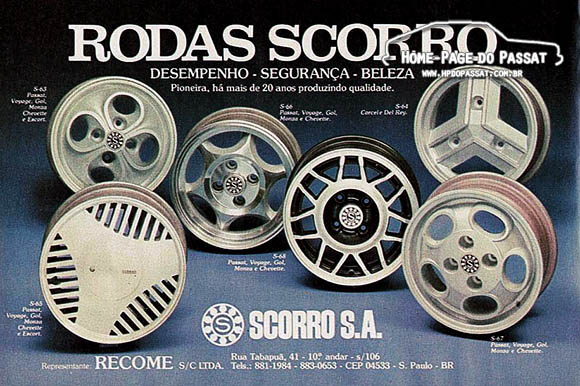 RODAS SCORRO
HOME-PAGE DO PASSAT
WWW.HPDOPASSAT.COM.BR
DESEMPENHO - SEGURANÇA - BELEZA
Pioneira, há mais de 20 anos produzindo qualidade.
S-63
Passat,
Voyage, Gol,
Monza
Chevette
e Escort.
S-66
Passat, Voyage, Gol,
Monza e Chevette.
S-64
Corcel e Del Rey.
S-65
Passat,
Voyage, Gol,
Monza
Chevette
e Escort.
S-68
Passat, Voyage, Gol,
Monza e Chevette.
S-67
Passat, Voyage, Gol,
Monza e Chevette.
S
SCORRO S.A.
Representante: RECOME S/C LTDA.
Rua Tabapuã, 41 - 10º andar - s/106
Tels.: 881-1984 - 883-0653 - CEP 04533 - S. Paulo - BR